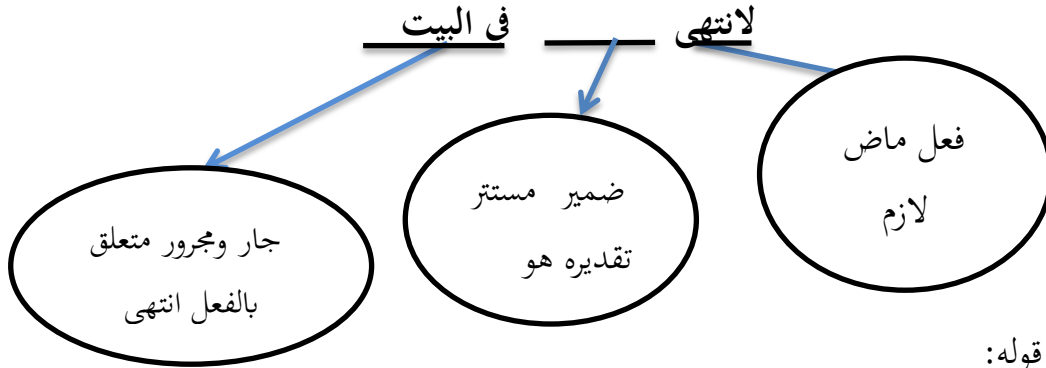 لانتهى في البيت
فعل ماض
لازم
ضمير مستتر
تقديره هو
جار ومجرور متعلق
بالفعل انتهى
قوله: